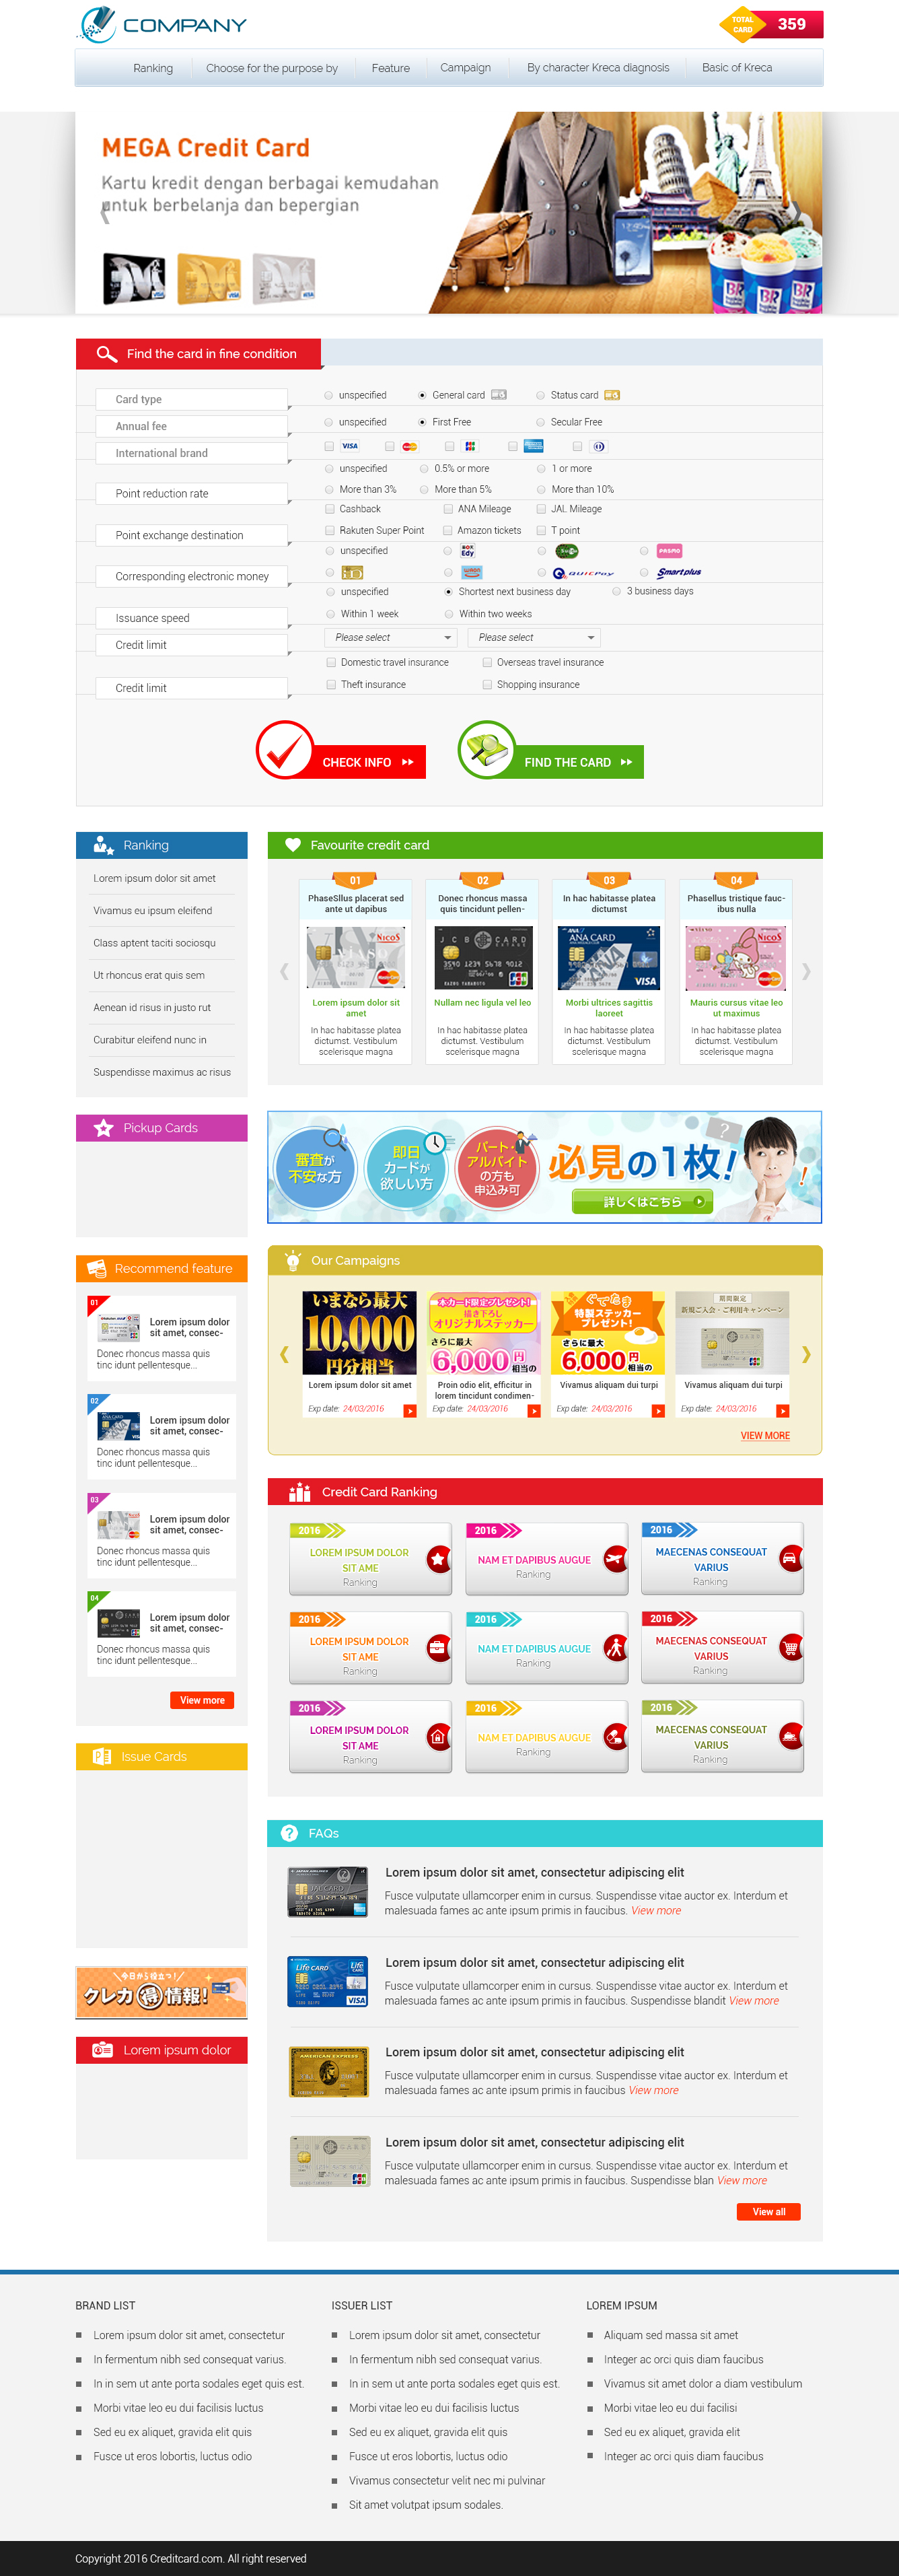 COMPANY
TOTAL
CARD
359
Ranking
Choose for the purpose by
Feature
Campaign
By character Kreca diagnosis
Basic of Kreca
MEGA Credit Card
Kartu kredit dengan berbagai kemudahan
untuk berbelanja dan bepergian
VISA
VISA
VISA
BR
BR
BR
Find the card in fine condition
Card type
unspecified
General card
Status card
Annual fee
unspecified
First Free
Secular Free
International brand
VISA
unspecified
0.5% or more
1 or more
Point reduction rate
More than 3%
More than 5%
More than 10%
Cashback
ANA Mileage
JAL Mileage
Point exchange destination
Rakuten Super Point
Amazon tickets
T point
unspecified
Edy
PASMO
Corresponding electronic money
iD
QUICPay
Smartplus
unspecified
Shortest next business day
3 business days
Issuance speed
Within 1 week
Within two weeks
Credit limit
Please select
Please select
Domestic travel insurance
Overseas travel insurance
Credit limit
Theft insurance
Shopping insurance
CHECK INFO
FIND THE CARD
Ranking
Lorem ipsum dolor sit amet
Vivamus eu ipsum eleifend
Class aptent taciti sociosqu
Ut rhoncus erat quis sem
Aenean id risus in justo rut
Curabitur eleifend nunc in
Suspendisse maximus ac risus
Favourite credit card
01
PhaseSllus placerat sed
ante ut dapibus
NICOS
MasterCard
Lorem ipsum dolor sit
amet
In hac habitasse platea
dictumst. Vestibulum
scelerisque magna
02
Donec rhoncus massa
quis tincidunt pellen-
JCB CARD
3540 1234 5678 9012
JCB
Nullam nec ligula vel leo
In hac habitasse platea
dictumst. Vestibulum
scelerisque magna
03
In hac habitasse platea
dictumst
ANA CARD
VISA
Morbi ultrices sagittis
laoreet
In hac habitasse platea
dictumst. Vestibulum
scelerisque magna
04
Phasellus tristique fauc-
ibus nulla
NICOS
MasterCard
Mauris cursus vitae leo
ut maximus
In hac habitasse platea
dictumst. Vestibulum
scelerisque magna
Pickup Cards
審査が
不安な方
即日
カードが
欲しい方
パート・
アルバイト
の方も
申込み可
必見の1枚!
詳しくはこちら
?
Recommend feature
01
Lorem ipsum dolor
sit amet, consec-
Donec rhoncus massa quis
tinc idunt pellentesque...
02
Lorem ipsum dolor
sit amet, consec-
Donec rhoncus massa quis
tinc idunt pellentesque...
03
Lorem ipsum dolor
sit amet, consec-
Donec rhoncus massa quis
tinc idunt pellentesque...
04
Lorem ipsum dolor
sit amet, consec-
Donec rhoncus massa quis
tinc idunt pellentesque...
View more
Our Campaigns
いまなら最大
10,000
円分相当
Lorem ipsum dolor sit amet
Exp date: 24/03/2016
本カード限定プレゼント!
描き下ろし
オリジナルステッカー
さらに最大
6,000円相当の
Proin odio elit, efficitur in
lorem tincidunt condimen-
Exp date: 24/03/2016
ぐでたま
特製ステッカー
プレゼント!
さらに最大
6,000円相当の
Vivamus aliquam dui turpi
Exp date: 24/03/2016
期間限定
新規ご入会・ご利用キャンペーン
Vivamus aliquam dui turpi
Exp date: 24/03/2016
VIEW MORE
Credit Card Ranking
2016
LOREM IPSUM DOLOR
SIT AME
Ranking
2016
NAM ET DAPIBUS AUGUE
Ranking
2016
MAECENAS CONSEQUAT
VARIUS
Ranking
2016
LOREM IPSUM DOLOR
SIT AME
Ranking
2016
NAM ET DAPIBUS AUGUE
Ranking
2016
MAECENAS CONSEQUAT
VARIUS
Ranking
2016
LOREM IPSUM DOLOR
SIT AME
Ranking
2016
NAM ET DAPIBUS AUGUE
Ranking
2016
MAECENAS CONSEQUAT
VARIUS
Ranking
Issue Cards
今日から役立つ!
クレカ得情報!
Lorem ipsum dolor
FAQs
Lorem ipsum dolor sit amet, consectetur adipiscing elit
Fusce vulputate ullamcorper enim in cursus. Suspendisse vitae auctor ex. Interdum et
malesuada fames ac ante ipsum primis in faucibus. View more
Life CARD
VISA
Lorem ipsum dolor sit amet, consectetur adipiscing elit
Fusce vulputate ullamcorper enim in cursus. Suspendisse vitae auctor ex. Interdum et
malesuada fames ac ante ipsum primis in faucibus. Suspendisse blandit View more
AMERICAN EXPRESS
Lorem ipsum dolor sit amet, consectetur adipiscing elit
Fusce vulputate ullamcorper enim in cursus. Suspendisse vitae auctor ex. Interdum et
malesuada fames ac ante ipsum primis in faucibus View more
JCB CARD
JCB
Lorem ipsum dolor sit amet, consectetur adipiscing elit
Fusce vulputate ullamcorper enim in cursus. Suspendisse vitae auctor ex. Interdum et
malesuada fames ac ante ipsum primis in faucibus. Suspendisse blan View more
View all
BRAND LIST
Lorem ipsum dolor sit amet, consectetur
In fermentum nibh sed consequat varius.
In in sem ut ante porta sodales eget quis est.
Morbi vitae leo eu dui facilisis luctus
Sed eu ex aliquet, gravida elit quis
Fusce ut eros lobortis, luctus odio
ISSUER LIST
Lorem ipsum dolor sit amet, consectetur
In fermentum nibh sed consequat varius.
In in sem ut ante porta sodales eget quis est.
Morbi vitae leo eu dui facilisis luctus
Sed eu ex aliquet, gravida elit quis
Fusce ut eros lobortis, luctus odio
Vivamus consectetur velit nec mi pulvinar
Sit amet volutpat ipsum sodales.
LOREM IPSUM
Aliquam sed massa sit amet
Integer ac orci quis diam faucibus
Vivamus sit amet dolor a diam vestibulum
Morbi vitae leo eu dui facilisi
Sed eu ex aliquet, gravida elit
Integer ac orci quis diam faucibus
Copyright 2016 Creditcard.com. All right reserved